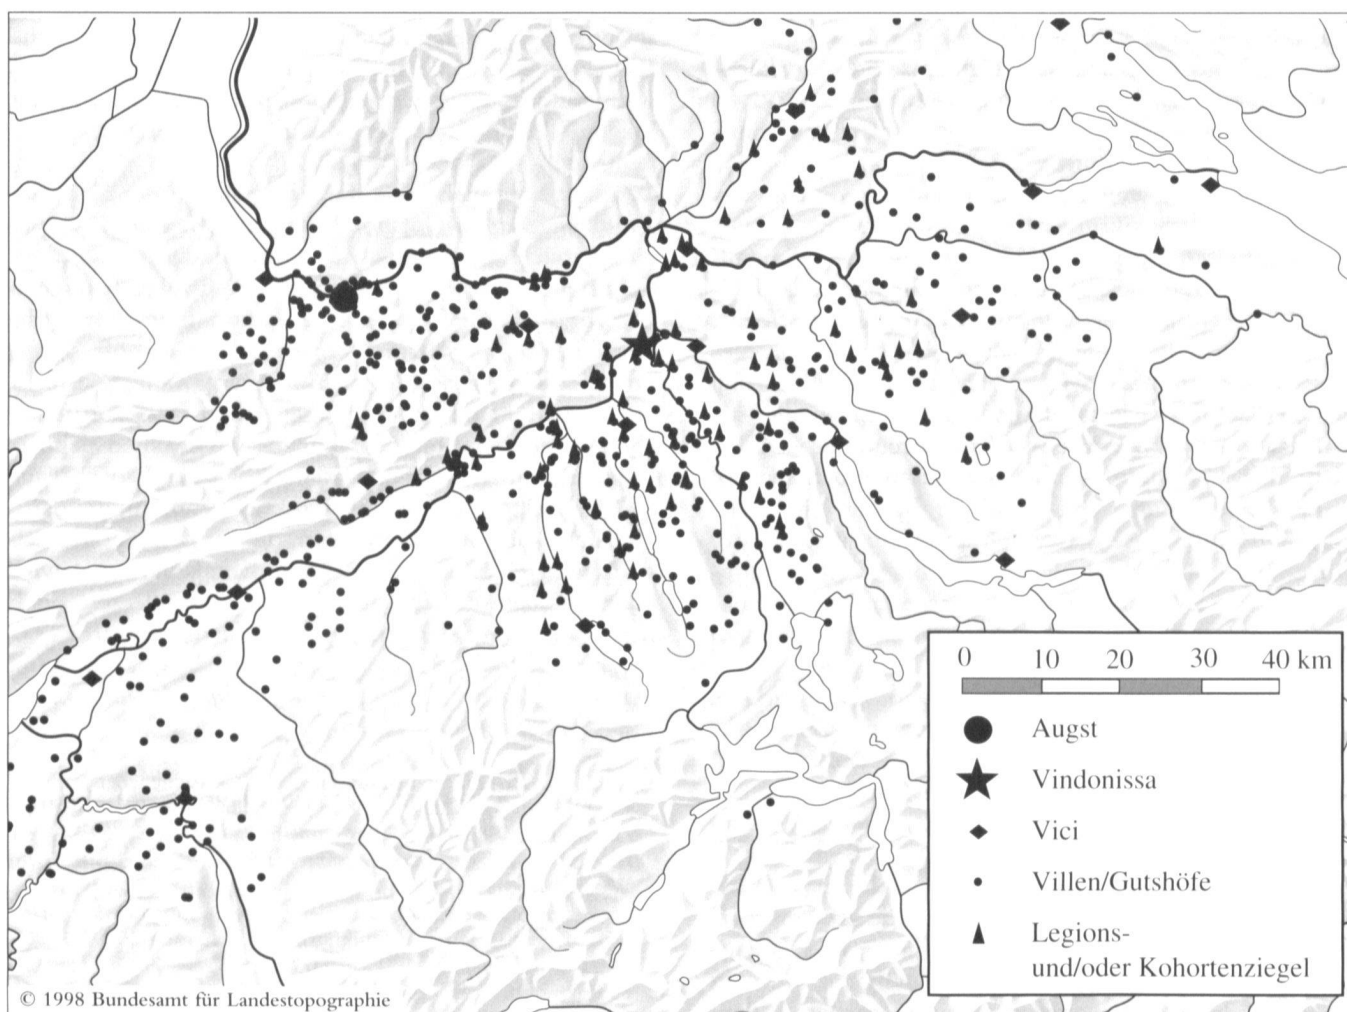 0 10 20 30 40 km
Augst
Vindonissa
Vici
Villen/Gutshöfe
Legions-
und/oder Kohortenziegel
© 1998 Bundesamt für Landestopographie